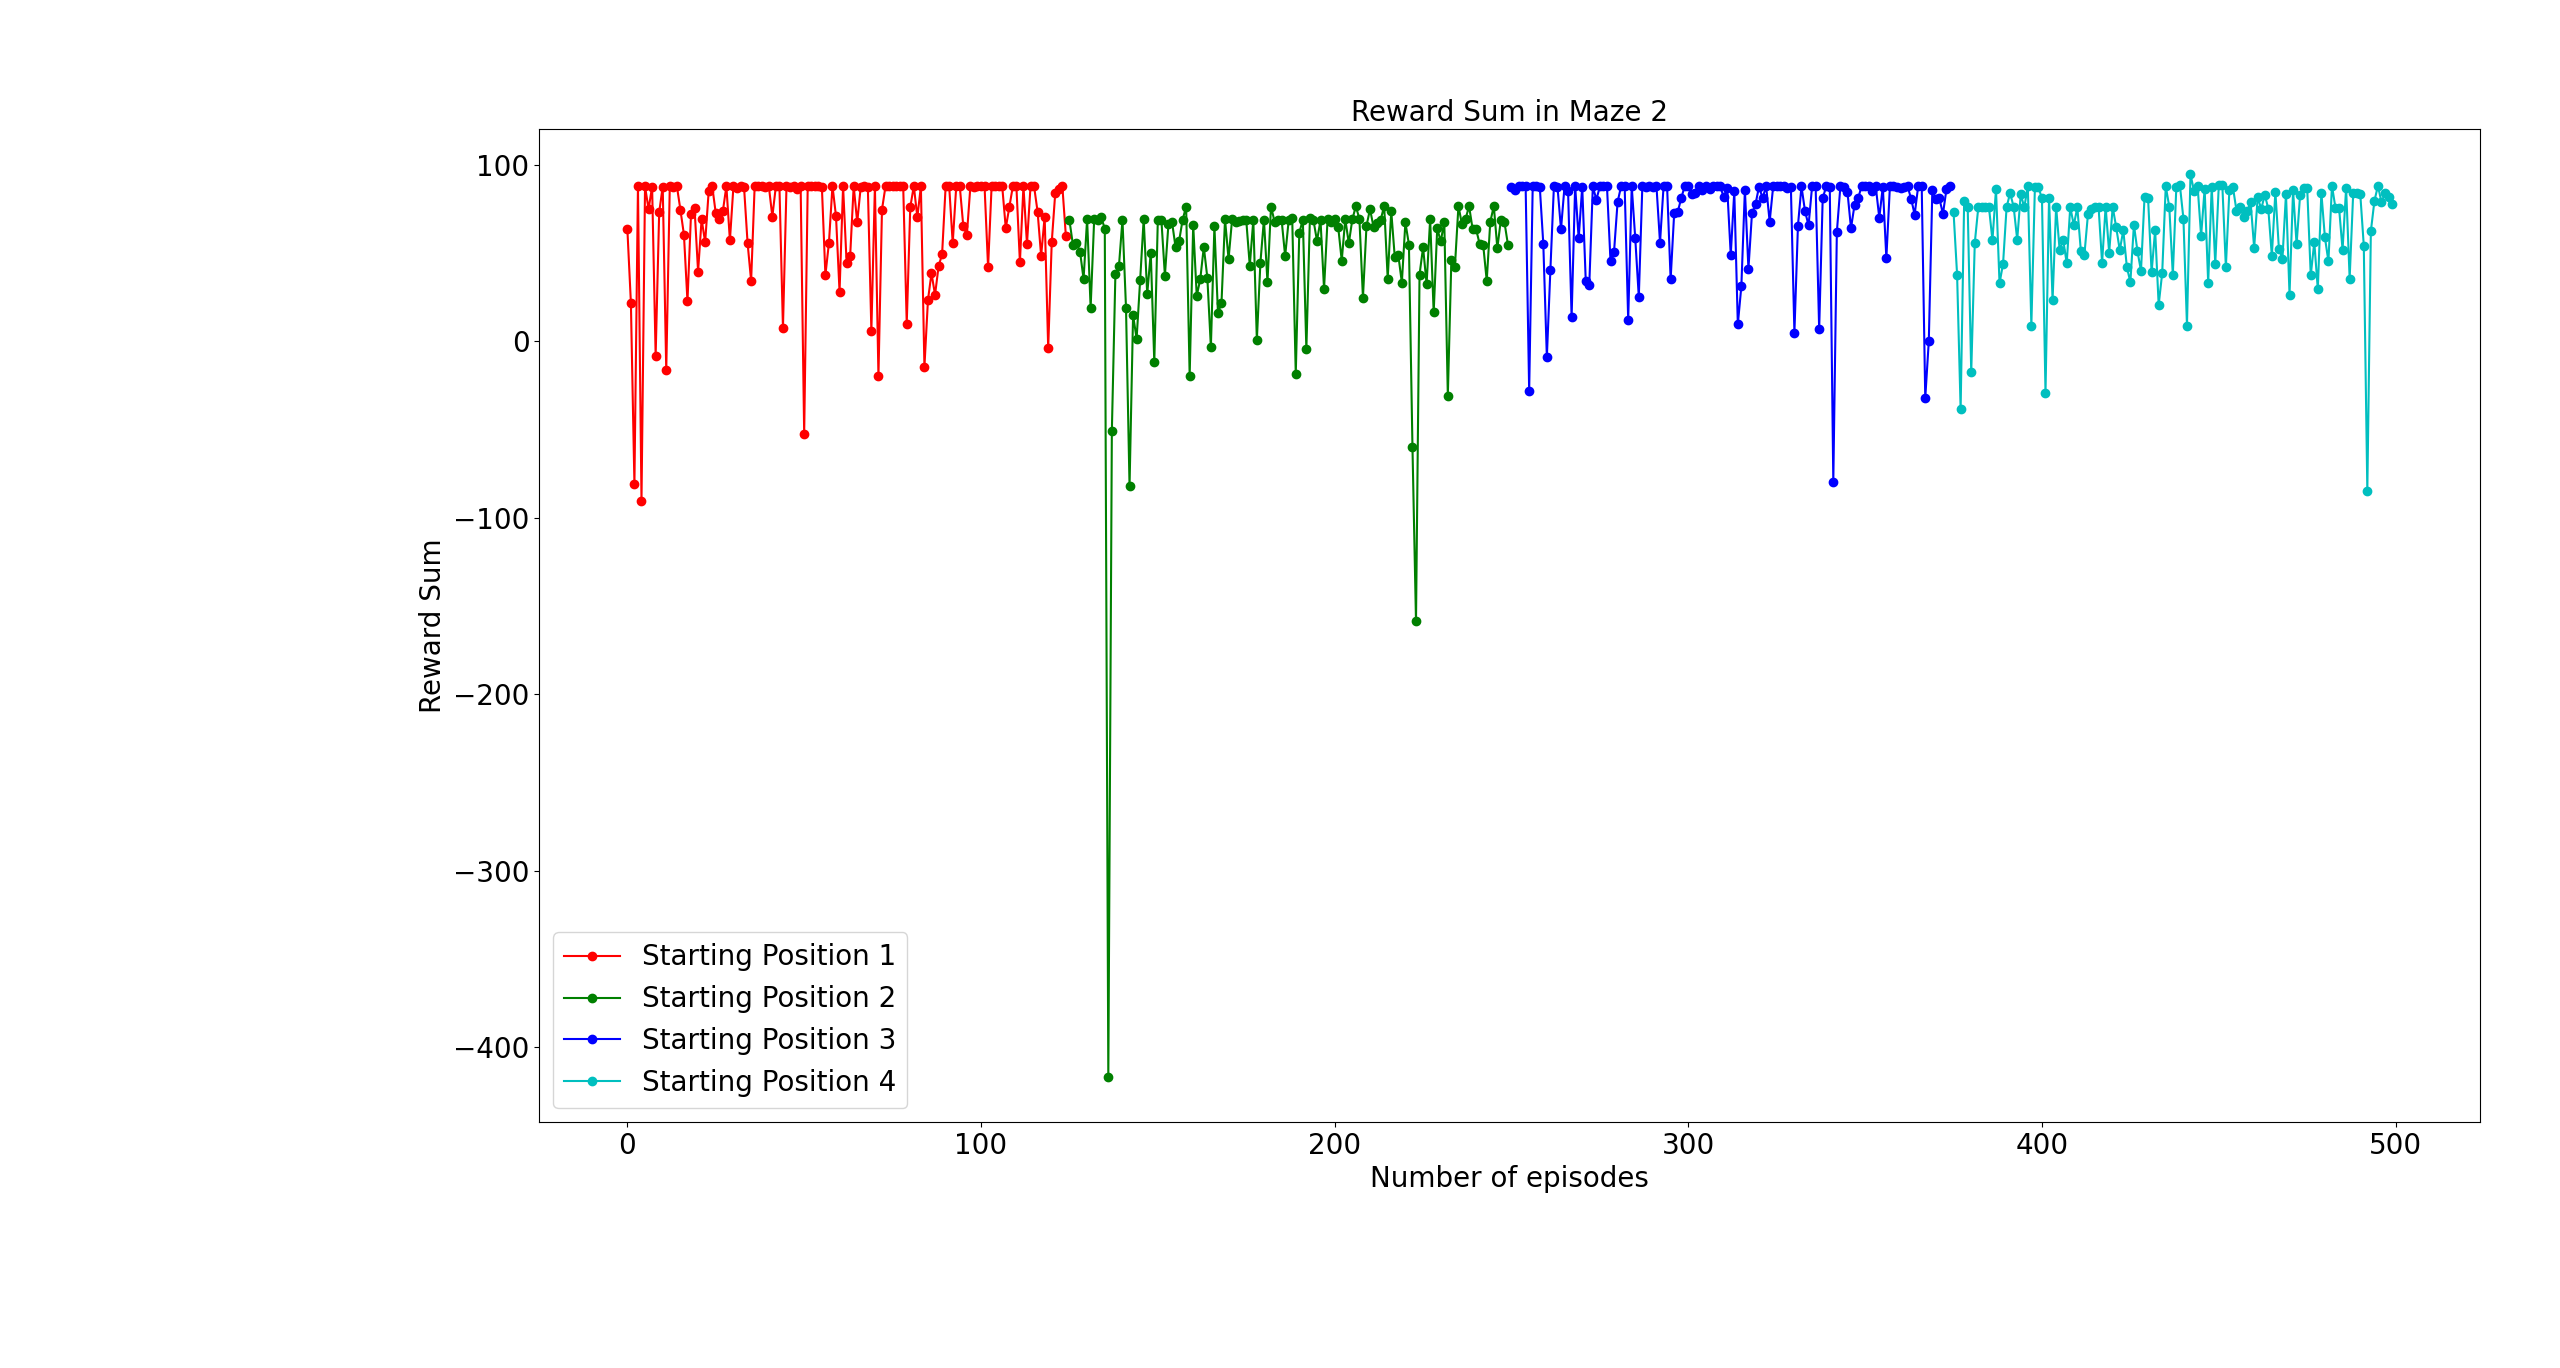 Reward Sum in Maze 2
100
0
−100
−200
−300
−400
Reward Sum
Starting Position 1
Starting Position 2
Starting Position 3
Starting Position 4
0 100 200 300 400 500
Number of episodes